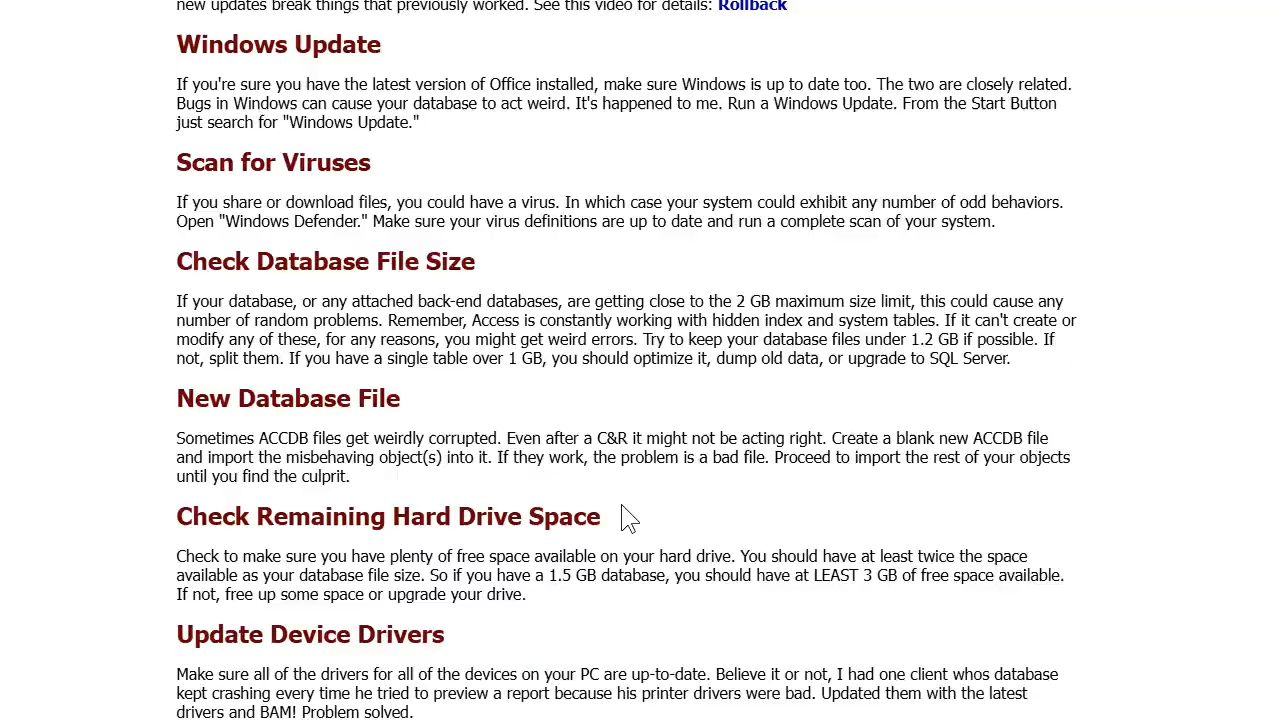 new updates break things that previously worked. See this video for details: Rollback
Windows Update
If you're sure you have the latest version of Office installed, make sure Windows is up to date too. The two are closely related.
Bugs in Windows can cause your database to act weird. It's happened to me. Run a Windows Update. From the Start Button
just search for "Windows Update."
Scan for Viruses
If you share or download files, you could have a virus. In which case your system could exhibit any number of odd behaviors.
Open "Windows Defender." Make sure your virus definitions are up to date and run a complete scan of your system.
Check Database File Size
If your database, or any attached back-end databases, are getting close to the 2 GB maximum size limit, this could cause any
number of random problems. Remember, Access is constantly working with hidden index and system tables. If it can't create or
modify any of these, for any reasons, you might get weird errors. Try to keep your database files under 1.2 GB if possible. If
not, split them. If you have a single table over 1 GB, you should optimize it, dump old data, or upgrade to SQL Server.
New Database File
Sometimes ACCDB files get weirdly corrupted. Even after a C&R it might not be acting right. Create a blank new ACCDB file
and import the misbehaving object(s) into it. If they work, the problem is a bad file. Proceed to import the rest of your objects
until you find the culprit.
Check Remaining Hard Drive Space
Check to make sure you have plenty of free space available on your hard drive. You should have at least twice the space
available as your database file size. So if you have a 1.5 GB database, you should have at LEAST 3 GB of free space available.
If not, free up some space or upgrade your drive.
Update Device Drivers
Make sure all of the drivers for all of the devices on your PC are up-to-date. Believe it or not, I had one client whos database
kept crashing every time he tried to preview a report because his printer drivers were bad. Updated them with the latest
drivers and BAM! Problem solved.